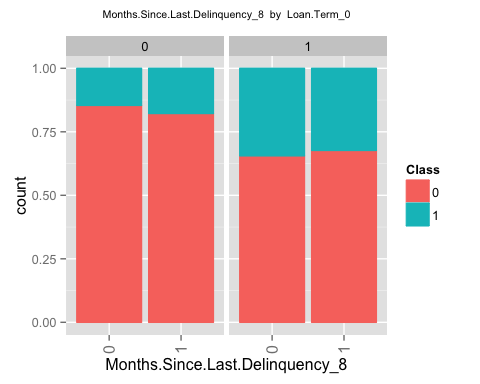 Months.Since.Last.Delinquency_8 by Loan.Term_0
0 1
1.00
0.75
0.50
0.25
0.00
count
0 1 0 1
Months.Since.Last.Delinquency_8
Class
0
1